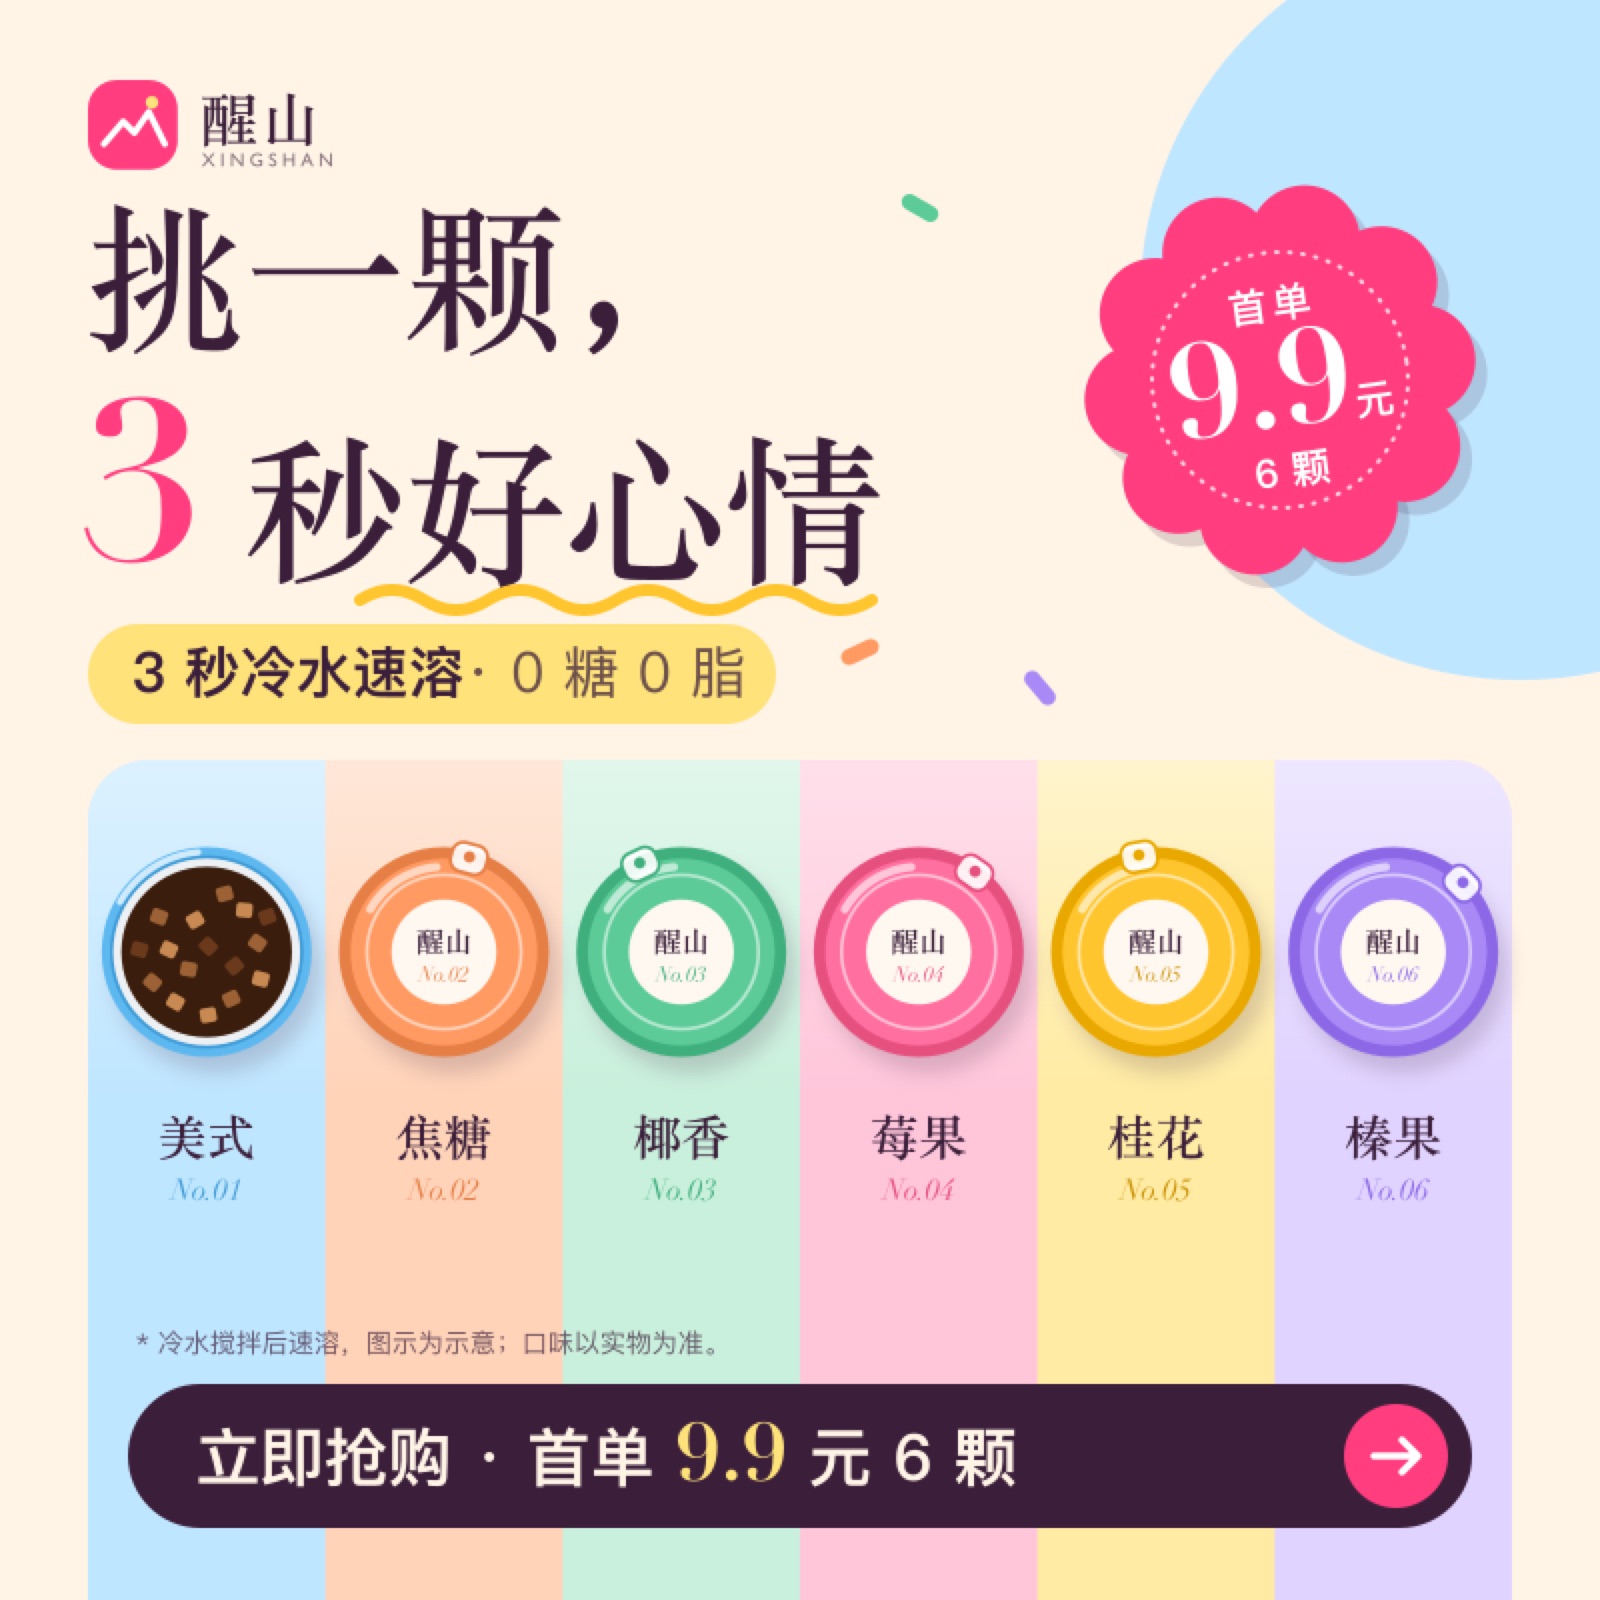 醒山
XINGSHAN
挑一颗，
3 秒好心情
首单
9.9元
6 颗
3 秒冷水速溶· 0 糖 0 脂
醒山
No.02
醒山
No.03
醒山
No.04
醒山
No.05
醒山
No.06
美式
No.01
焦糖
No.02
椰香
No.03
莓果
No.04
桂花
No.05
榛果
No.06
* 冷水搅拌后速溶，图示为示意；口味以实物为准。
立即抢购 · 首单 9.9 元 6 颗